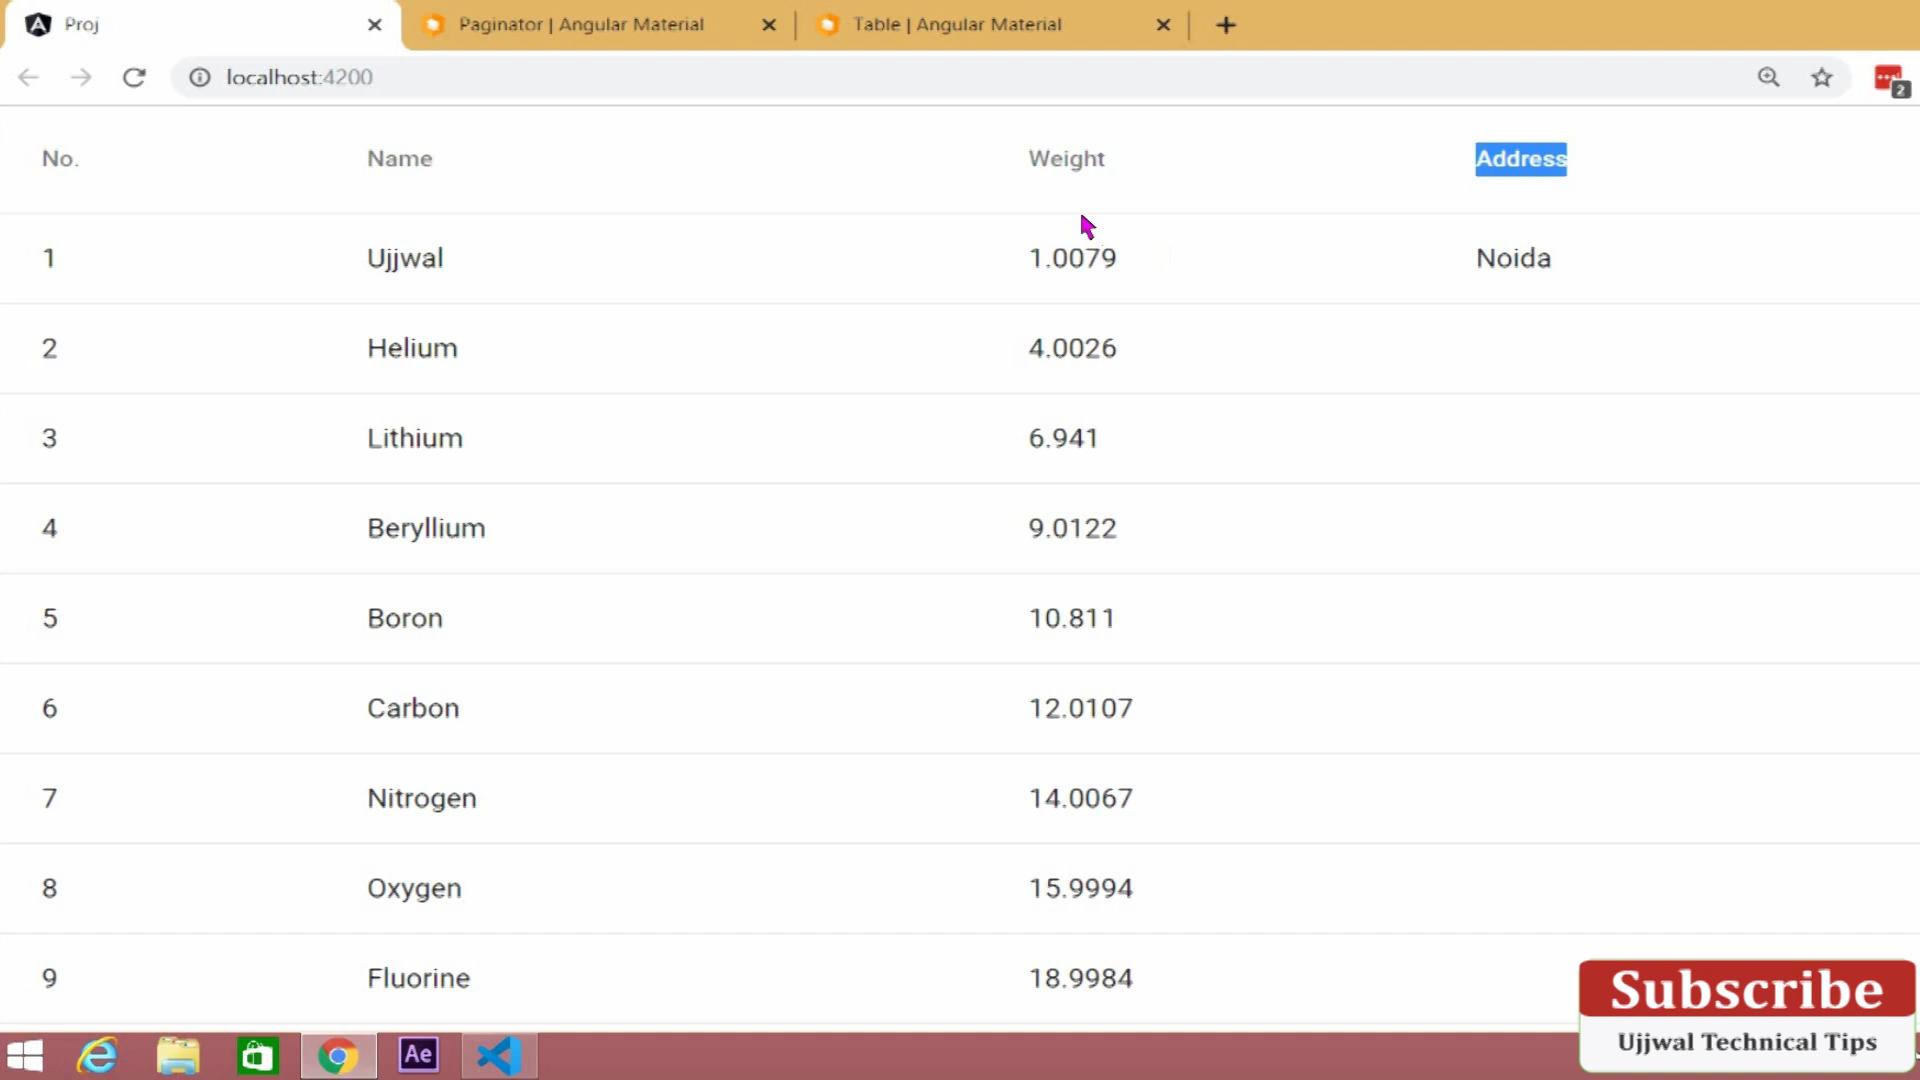 Proj
Paginator | Angular Material
Table | Angular Material
localhost:4200
2
No. Name Weight Address
1 Ujjwal 1.0079 Noida
2 Helium 4.0026
3 Lithium 6.941
4 Beryllium 9.0122
5 Boron 10.811
6 Carbon 12.0107
7 Nitrogen 14.0067
8 Oxygen 15.9994
9 Fluorine 18.9984
Subscribe
Ujjwal Technical Tips
Ae